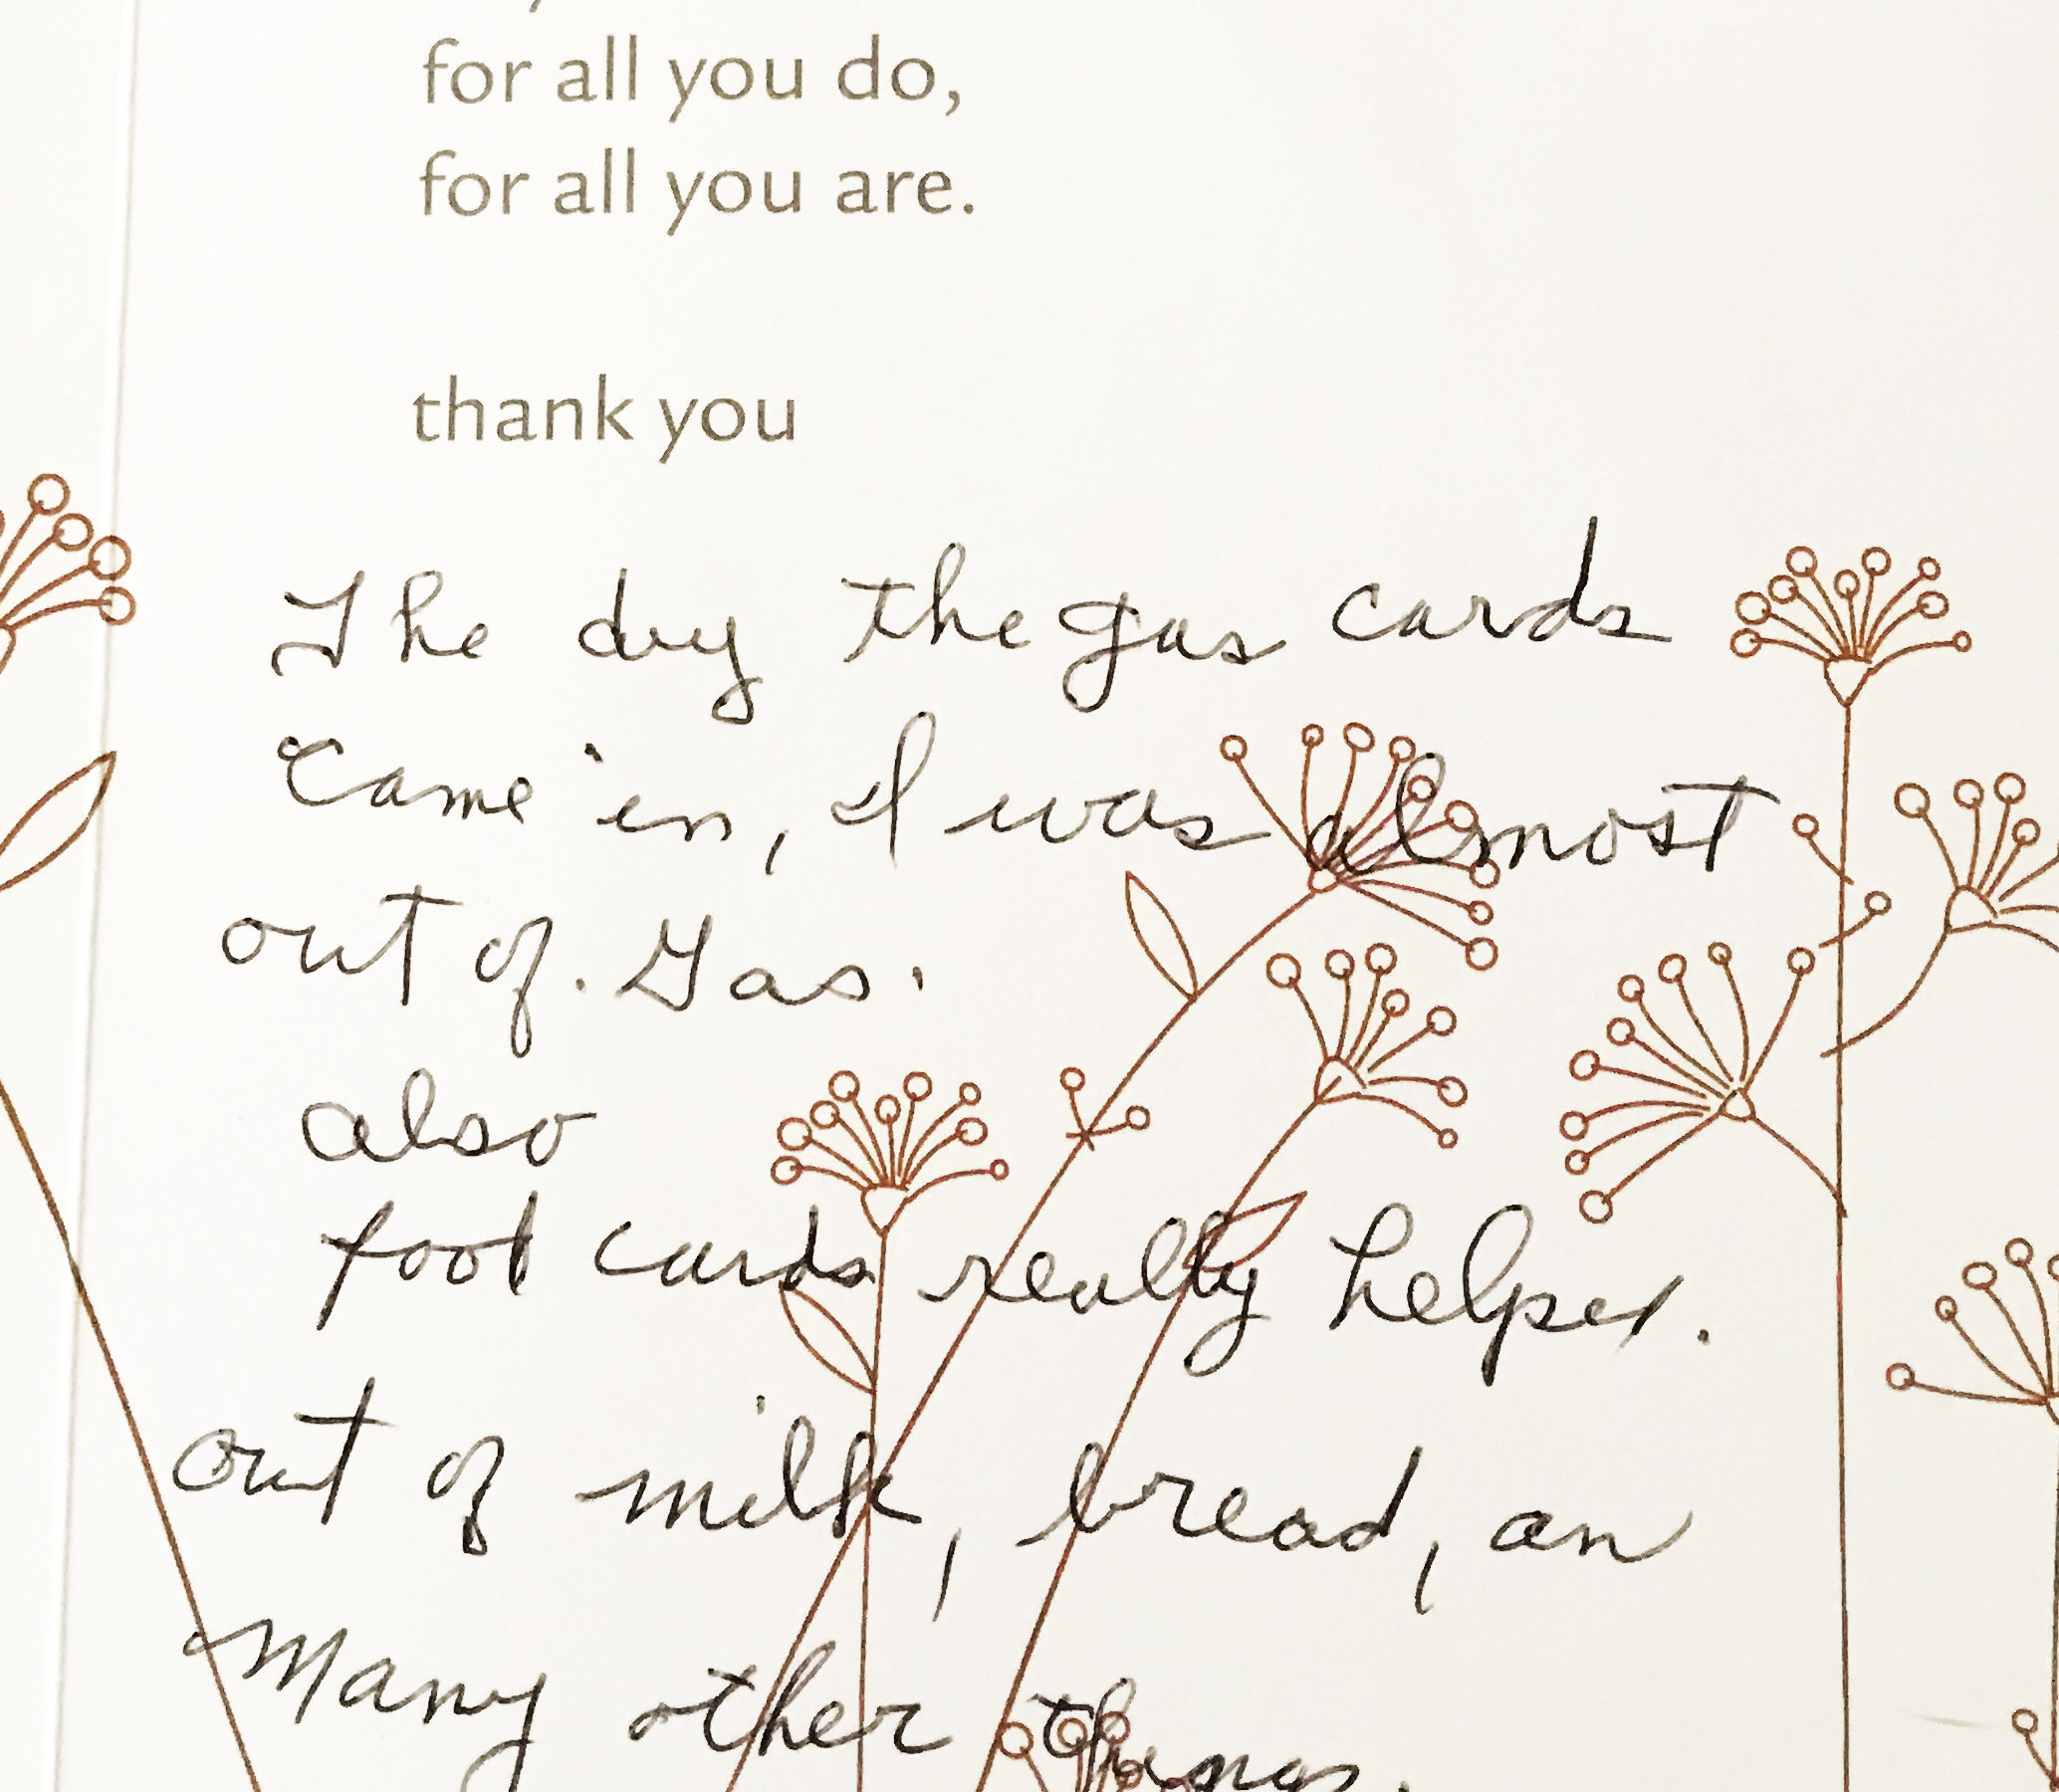 for all you do,
for all you are.
thank you
The day the gas cards
came in, I was almost
out of. Gas.
also
food cards really helped.
out of milk, bread, an
many other things.